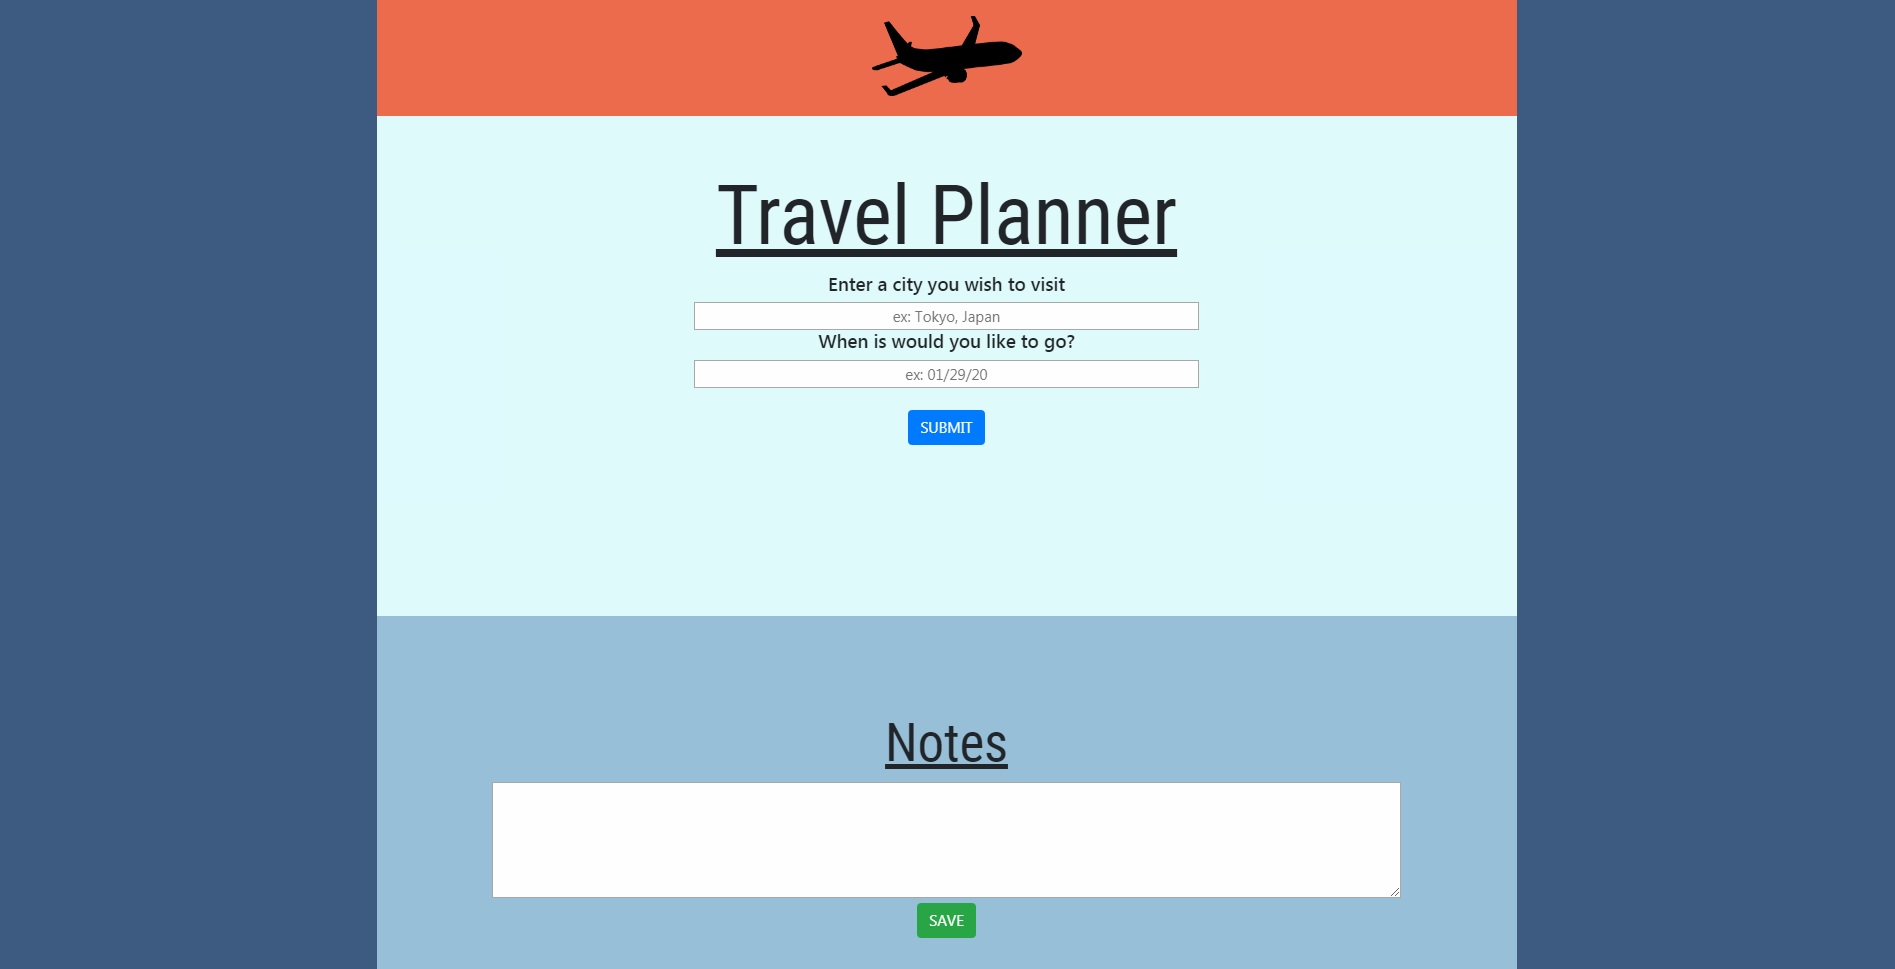 Travel Planner
Enter a city you wish to visit
ex: Tokyo, Japan
When is would you like to go?
ex: 01/29/20
SUBMIT
Notes
SAVE